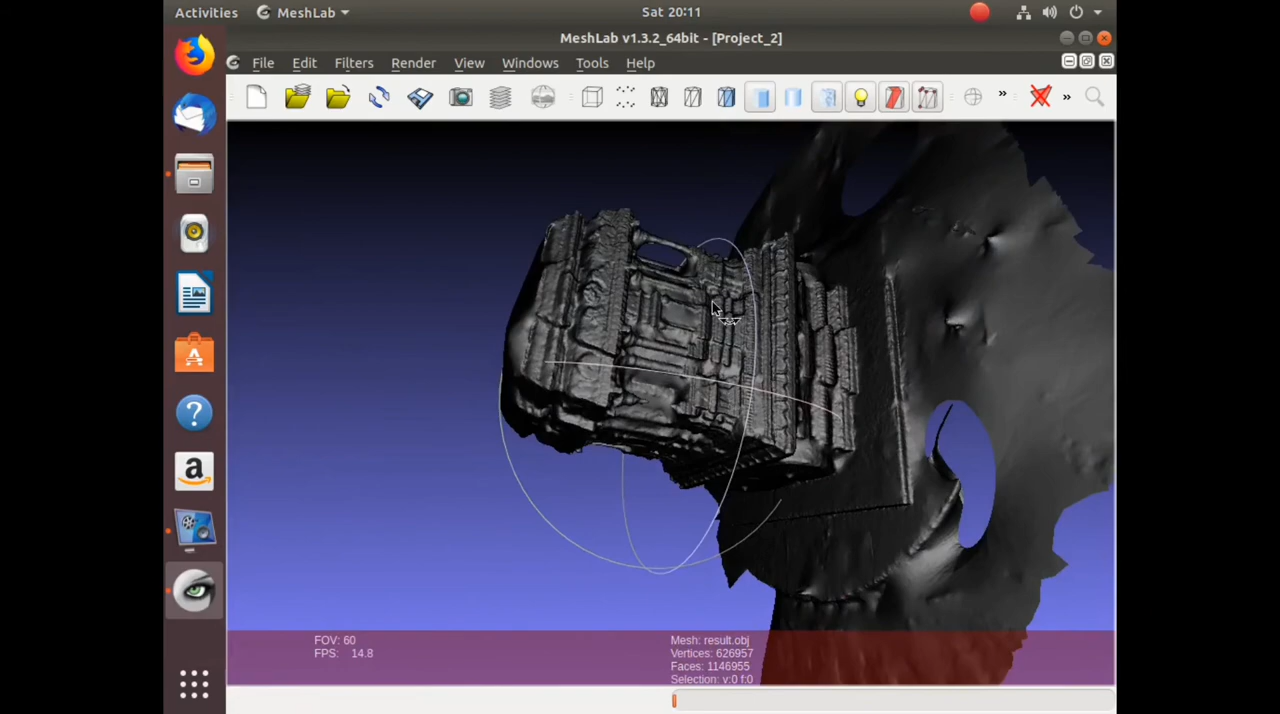 Activities
MeshLab
Sat 20:11
MeshLab v1.3.2_64bit - [Project_2]
File Edit Filters Render View Windows Tools Help
FOV: 60
FPS: 14.8
Mesh: result.obj
Vertices: 626957
Faces: 1146955
Selection: v:0 f:0